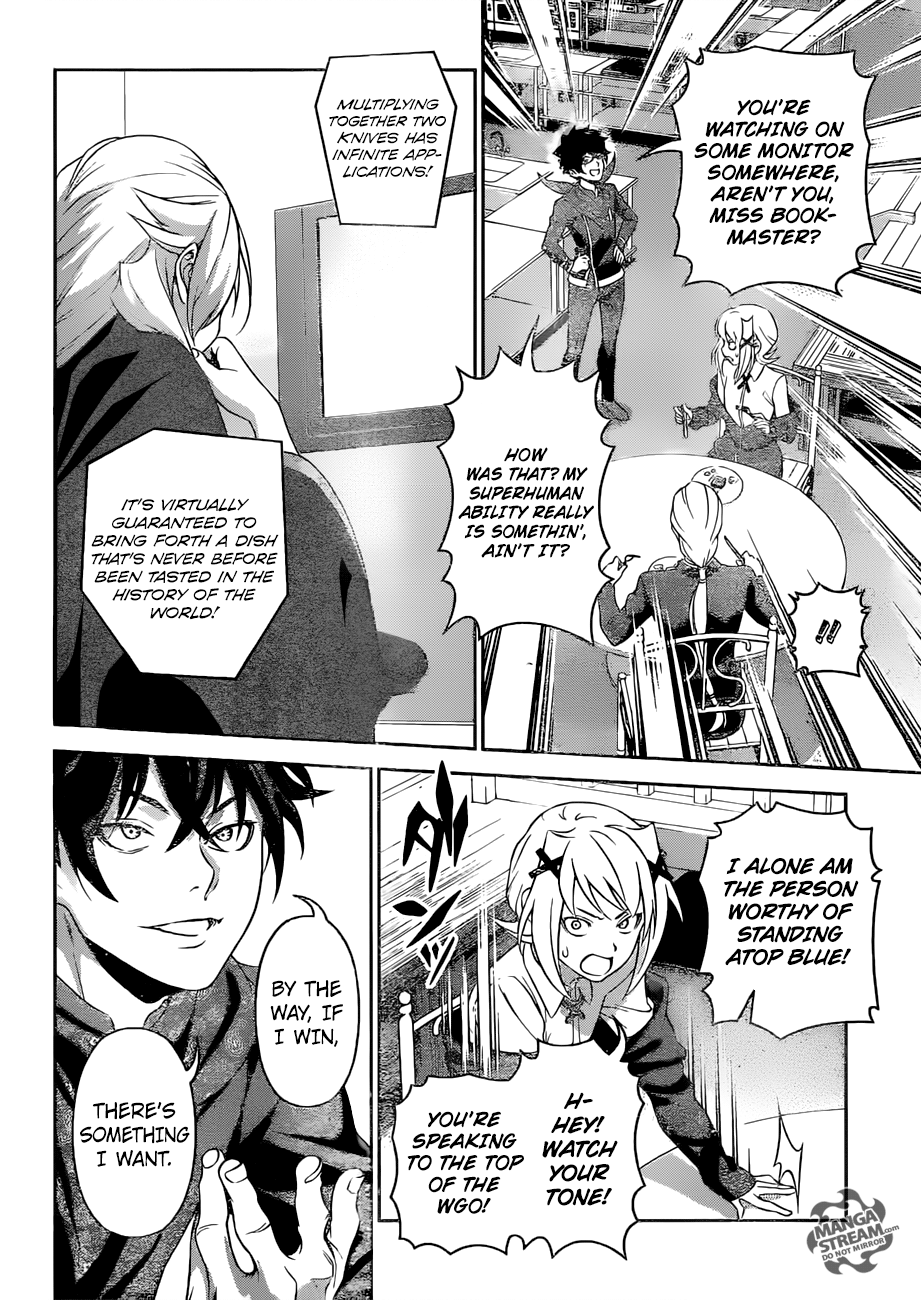 YOU'RE
WATCHING ON
SOME MONITOR
SOMEWHERE,
AREN'T YOU,
MISS BOOK-
MASTER?
HOW
WAS THAT? MY
SUPERHUMAN
ABILITY REALLY
IS SOMETHIN',
AIN'T IT?
!!
MULTIPLYING
TOGETHER TWO
KNIVES HAS
INFINITE APP-
LICATIONS!
IT'S VIRTUALLY
GUARANTEED TO
BRING FORTH A DISH
THAT'S NEVER BEFORE
BEEN TASTED IN THE
HISTORY OF THE
WORLD!
I ALONE AM
THE PERSON
WORTHY OF
STANDING
ATOP BLUE!
ダンッ
H-
HEY!
WATCH
YOUR
TONE!
YOU'RE
SPEAKING
TO THE TOP
OF THE
WGO!
BY THE
WAY, IF
I WIN,
THERE'S
SOMETHING
I WANT.
MANGA
STREAM.com
DO NOT MIRROR